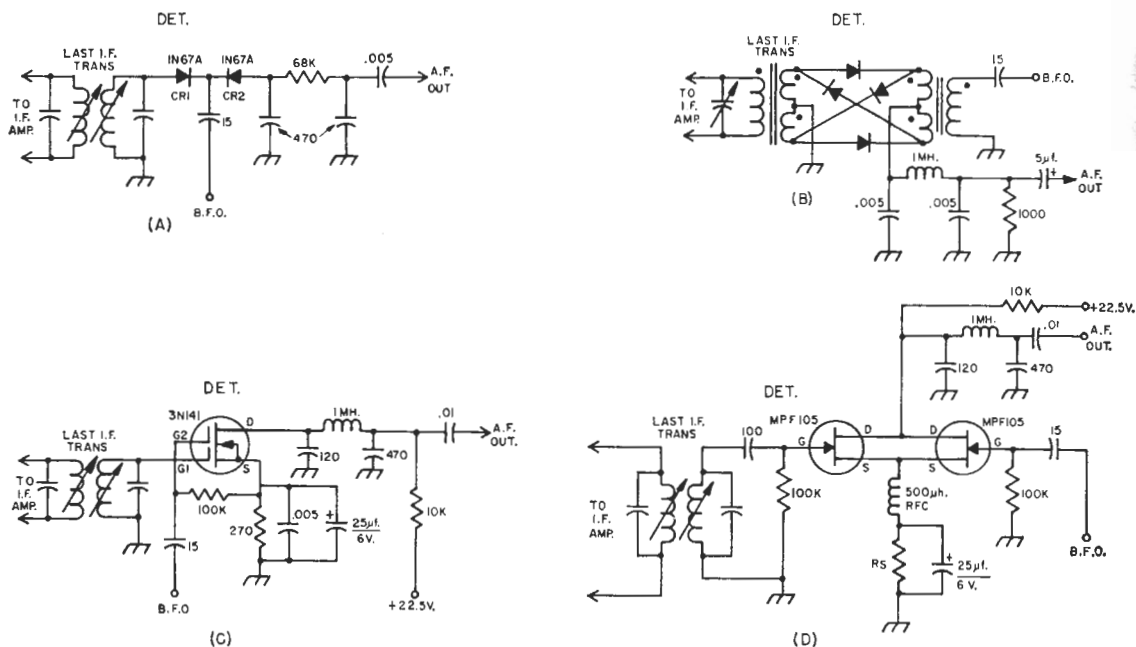 DET.
LAST I.F.
TRANS
1N67A
1N67A
68K
.005
A.F.
OUT
CR1
CR2
TO
I.F.
AMP.
15
470
B.F.O.
(A)
DET.
LAST I.F.
TRANS
15
B.F.O.
TO
I.F.
AMP.
1MH.
5µf.
+
A.F.
OUT
(B)
.005
.005
1000
DET.
3N141
LAST I.F.
TRANS
G2
D
1MH.
.01
A.F.
OUT.
G1
S
120
470
TO
I.F.
AMP.
100K
270
.005
+
25µf.
6V.
10K
15
B.F.O
+22.5V.
(C)
10K
+22.5V.
1MH.
.01
A.F.
OUT.
120
470
DET.
LAST I.F.
TRANS
MPF105
MPF105
100
G
D
D
G
15
S
S
TO
I.F.
AMP.
100K
500µh.
RFC
100K
B.F.O.
RS
+
25µf.
6V.
(D)